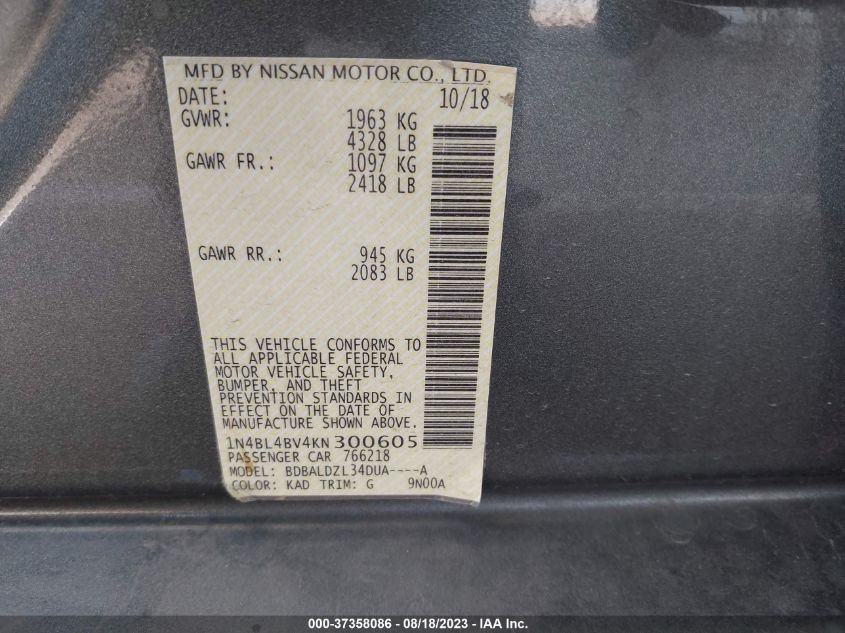 MFD BY NISSAN MOTOR CO., LTD.
DATE: 10/18
GVWR: 1963 KG
4328 LB
GAWR FR.: 1097 KG
2418 LB
GAWR RR.: 945 KG
2083 LB
THIS VEHICLE CONFORMS TO
ALL APPLICABLE FEDERAL
MOTOR VEHICLE SAFETY,
BUMPER, AND THEFT
PREVENTION STANDARDS IN
EFFECT ON THE DATE OF
MANUFACTURE SHOWN ABOVE.
1N4BL4BV4KN300605
PASSENGER CAR 766218
MODEL: BDBALDZL34DUA----A
COLOR: KAD TRIM: G 9N00A
000-37358086 - 08/18/2023 - IAA Inc.